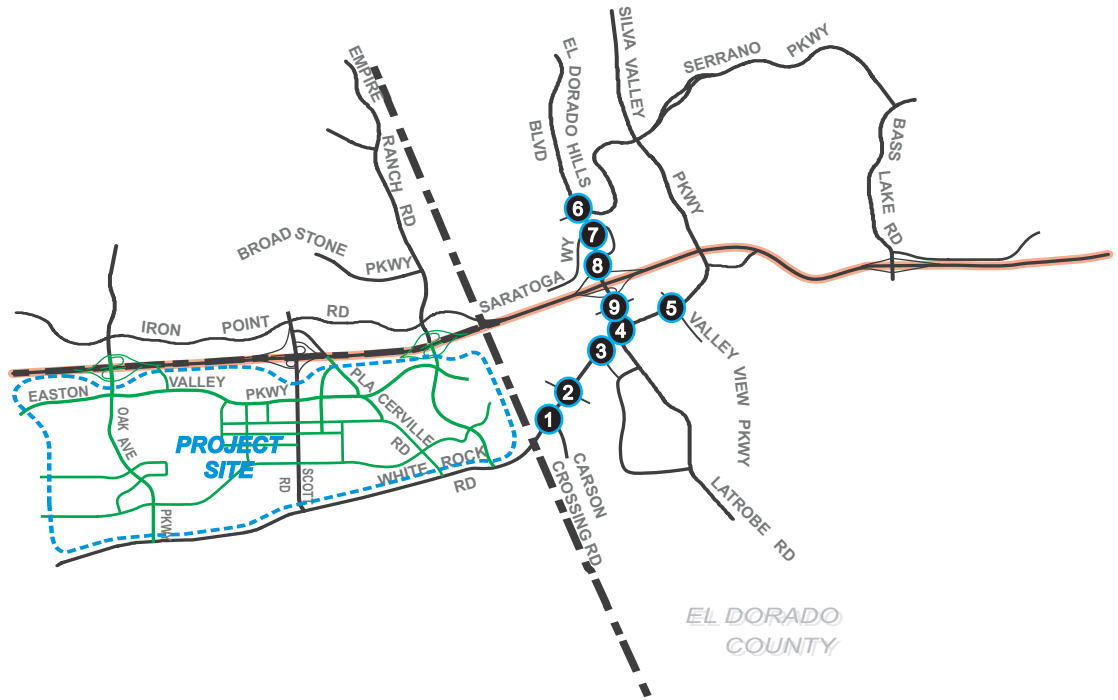 EMPIRE
RANCH RD
EL DORADO HILLS
BLVD
SILVA VALLEY
PKWY
SERRANO PKWY
BASS
LAKE RD
BROAD STONE
PKWY
SARATOGA
WY
IRON POINT RD
6
7
8
9
5
4
3
2
1
EASTON
VALLEY
PKWY
PLA CERVILLE
RD
OAK AVE
PKWY
PROJECT
SITE
SCOTT
RD
WHITE ROCK
RD
CARSON
CROSSING RD
VALLEY VIEW PKWY
LATROBE RD
EL DORADO
COUNTY